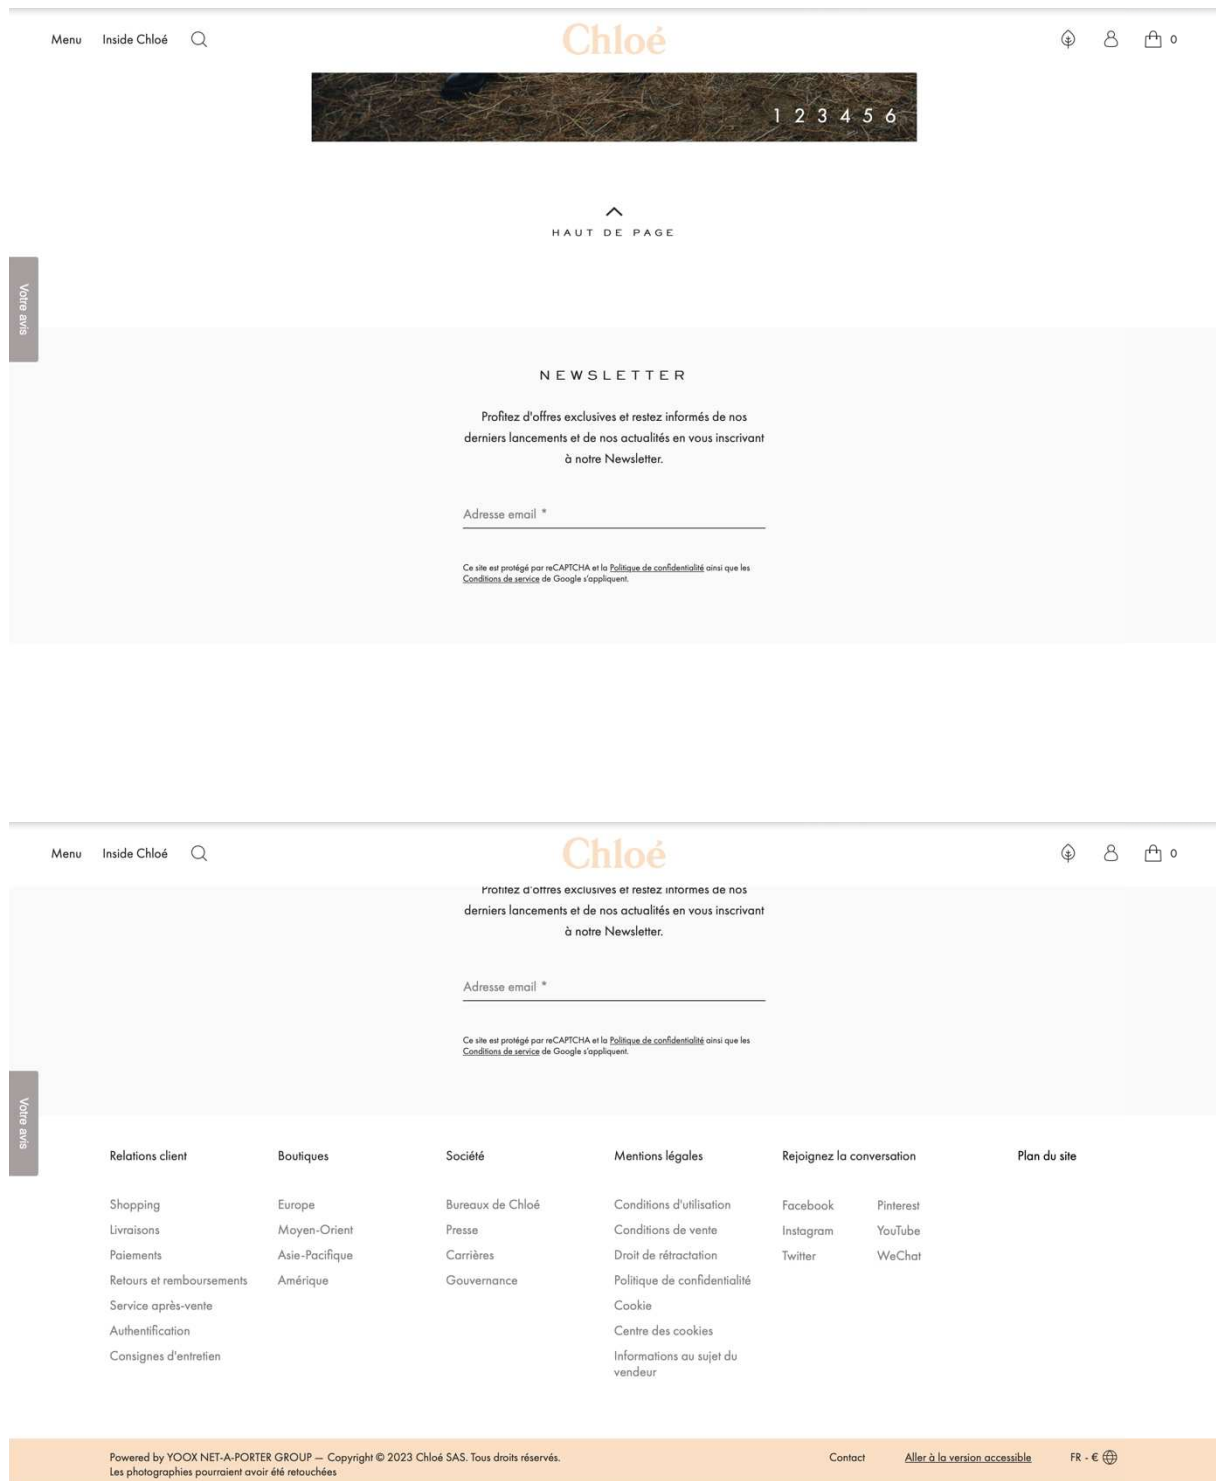 Menu Inside Chloé Chloé 0
1 2 3 4 5 6
HAUT DE PAGE
Votre avis
NEWSLETTER
Profitez d'offres exclusives et restez informés de nos
derniers lancements et de nos actualités en vous inscrivant
à notre Newsletter.
Adresse email *
Ce site est protégé par reCAPTCHA et la Politique de confidentialité ainsi que les
Conditions de service de Google s'appliquent.
Menu Inside Chloé Chloé 0
Profitez d'offres exclusives et restez informés de nos
derniers lancements et de nos actualités en vous inscrivant
à notre Newsletter.
Adresse email *
Ce site est protégé par reCAPTCHA et la Politique de confidentialité ainsi que les
Conditions de service de Google s'appliquent.
Votre avis
Relations client
Shopping
Livraisons
Paiements
Retours et remboursements
Service après-vente
Authentification
Consignes d'entretien
Boutiques
Europe
Moyen-Orient
Asie-Pacifique
Amérique
Société
Bureaux de Chloé
Presse
Carrières
Gouvernance
Mentions légales
Conditions d'utilisation
Conditions de vente
Droit de rétractation
Politique de confidentialité
Cookie
Centre des cookies
Informations au sujet du
vendeur
Rejoignez la conversation
Facebook Pinterest
Instagram YouTube
Twitter WeChat
Plan du site
Powered by YOOX NET-A-PORTER GROUP — Copyright © 2023 Chloé SAS. Tous droits réservés.
Les photographies pourraient avoir été retouchées
Contact Aller à la version accessible FR - €